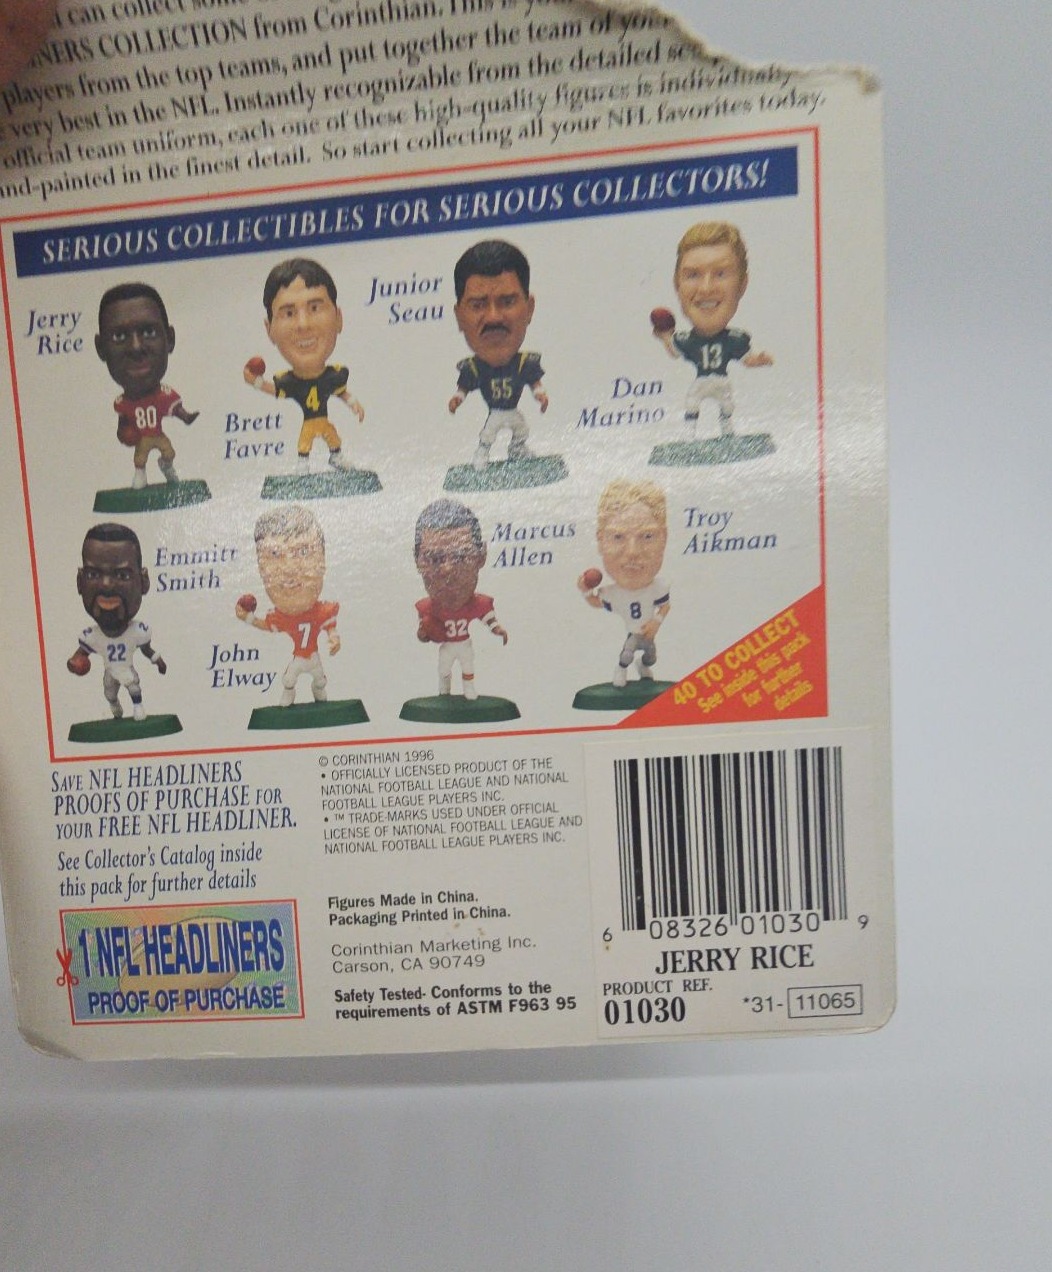 can collect some
NERS COLLECTION from Corinthian. This is
players from the top teams, and put together the team of your
very best in the NFL. Instantly recognizable from the detailed
official team uniform, each one of these high-quality figures is individually
nd-painted in the finest detail. So start collecting all your NFL favorites today.
SERIOUS COLLECTIBLES FOR SERIOUS COLLECTORS!
Jerry
Rice
80
Brett
Favre
4
Junior
Seau
55
Dan
Marino
13
Emmitt
Smith
2
2
22
John
Elway
7
Marcus
Allen
32
Troy
Aikman
8
40 TO COLLECT
See inside this pack
for further
details
SAVE NFL HEADLINERS
PROOFS OF PURCHASE FOR
YOUR FREE NFL HEADLINER.
See Collector's Catalog inside
this pack for further details
1 NFL HEADLINERS
PROOF OF PURCHASE
© CORINTHIAN 1996
• OFFICIALLY LICENSED PRODUCT OF THE
NATIONAL FOOTBALL LEAGUE AND NATIONAL
FOOTBALL LEAGUE PLAYERS INC.
• ™ TRADE-MARKS USED UNDER OFFICIAL
LICENSE OF NATIONAL FOOTBALL LEAGUE AND
NATIONAL FOOTBALL LEAGUE PLAYERS INC.
Figures Made in China.
Packaging Printed in China.
Corinthian Marketing Inc.
Carson, CA 90749
Safety Tested- Conforms to the
requirements of ASTM F963 95
6 08326 01030 9
JERRY RICE
PRODUCT REF.
01030
*31- 11065